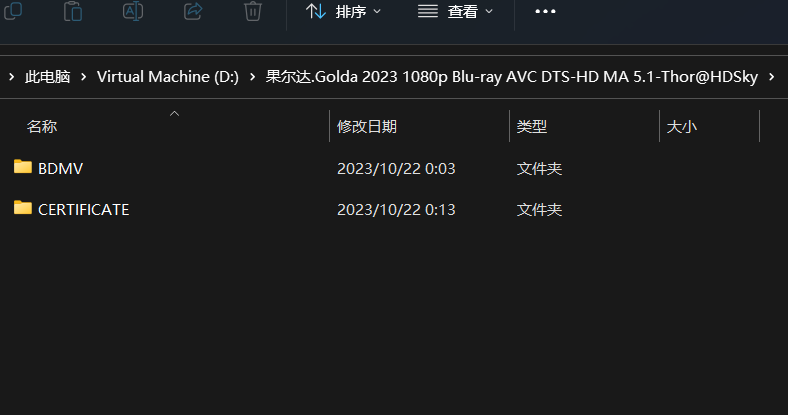 排序 查看
此电脑 Virtual Machine (D:) 果尔达.Golda 2023 1080p Blu-ray AVC DTS-HD MA 5.1-Thor@HDSky
名称 修改日期 类型 大小
BDMV 2023/10/22 0:03 文件夹
CERTIFICATE 2023/10/22 0:13 文件夹